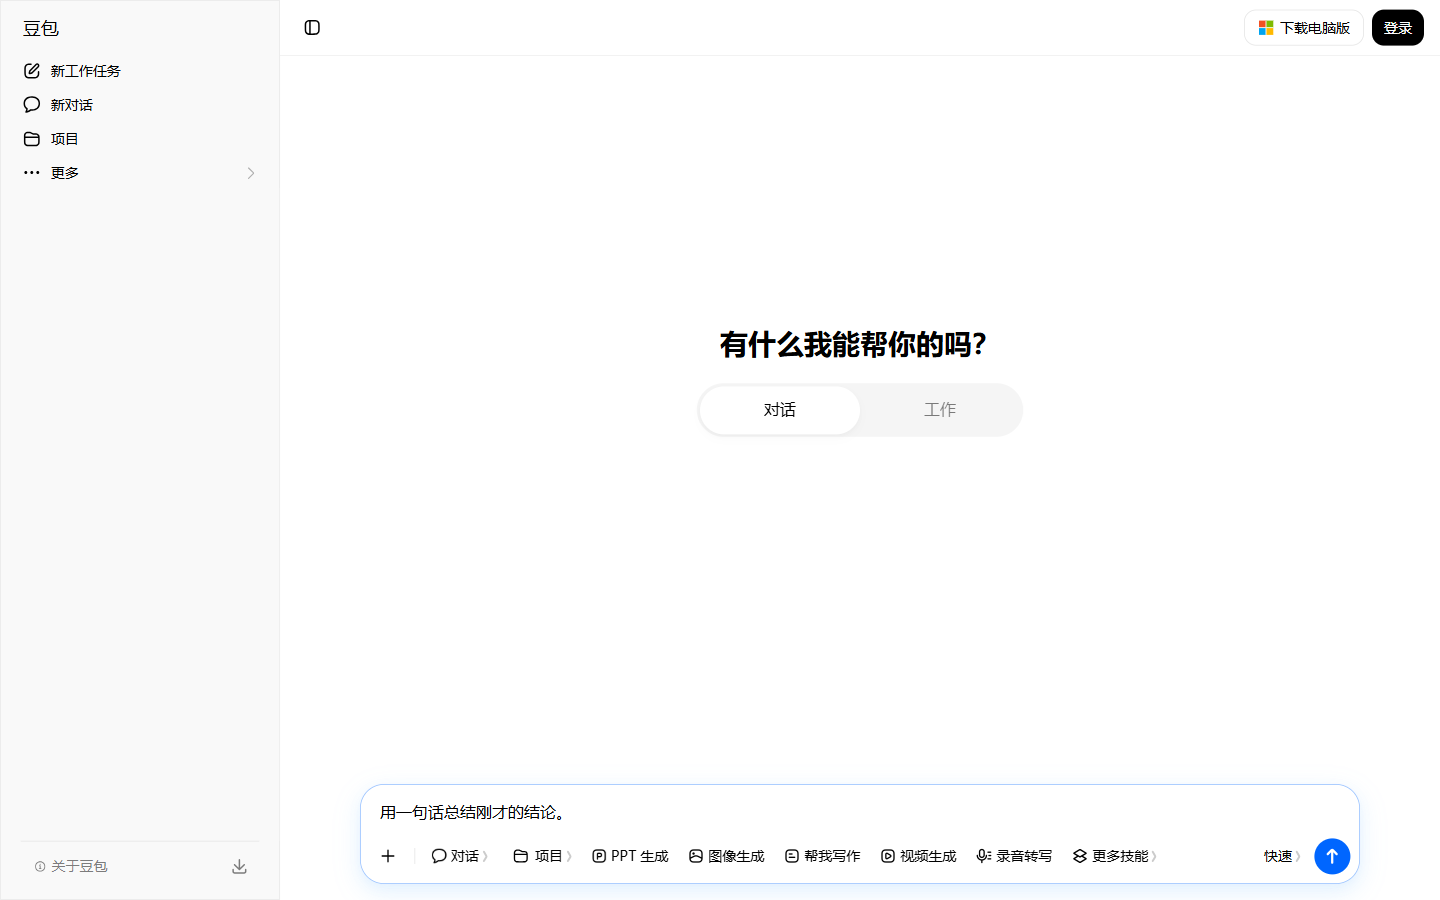 豆包
新工作任务
新对话
项目
更多
关于豆包
下载电脑版
登录
有什么我能帮你的吗？
对话
工作
用一句话总结刚才的结论。
对话
项目
PPT 生成
图像生成
帮我写作
视频生成
录音转写
更多技能
快速